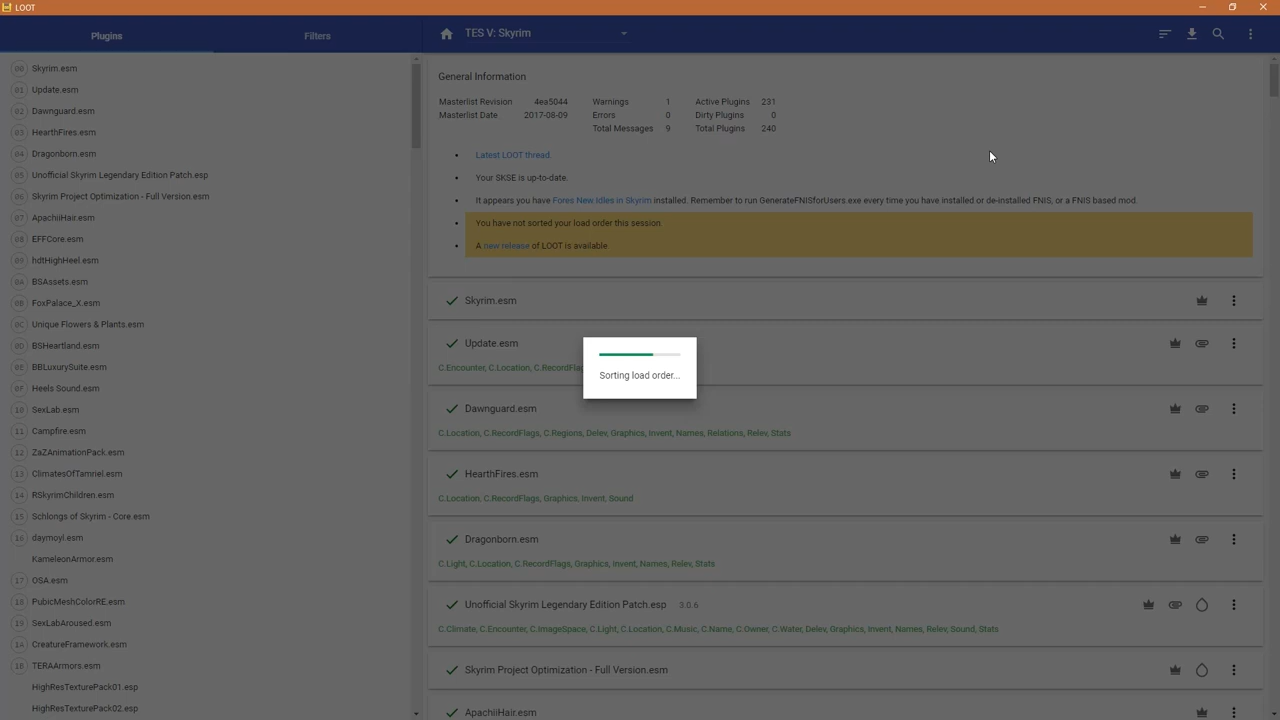 LOOT
Plugins
Filters
TES V: Skyrim
00 Skyrim.esm
01 Update.esm
02 Dawnguard.esm
03 HearthFires.esm
04 Dragonborn.esm
05 Unofficial Skyrim Legendary Edition Patch.esp
06 Skyrim Project Optimization - Full Version.esm
07 ApachiiHair.esm
08 EFFCore.esm
09 hdtHighHeel.esm
0A BSAssets.esm
0B FoxPalace_X.esm
0C Unique Flowers & Plants.esm
0D BSHeartland.esm
0E BBLuxurySuite.esm
0F Heels Sound.esm
10 SexLab.esm
11 Campfire.esm
12 ZaZAnimationPack.esm
13 ClimatesOfTamriel.esm
14 RSkyrimChildren.esm
15 Schlongs of Skyrim - Core.esm
16 daymoyl.esm
KameleonArmor.esm
17 OSA.esm
18 PubicMeshColorRE.esm
19 SexLabAroused.esm
1A CreatureFramework.esm
1B TERAArmors.esm
HighResTexturePack01.esp
HighResTexturePack02.esp
General Information
Masterlist Revision 4ea5044 Warnings 1 Active Plugins 231
Masterlist Date 2017-08-09 Errors 0 Dirty Plugins 0
Total Messages 9 Total Plugins 240
Latest LOOT thread.
Your SKSE is up-to-date.
It appears you have Fores New Idles in Skyrim installed. Remember to run GenerateFNISforUsers.exe every time you have installed or de-installed FNIS, or a FNIS based mod.
You have not sorted your load order this session.
A new release of LOOT is available.
Skyrim.esm
Update.esm
C.Encounter, C.Location, C.RecordFlag
Sorting load order...
Dawnguard.esm
C.Location, C.RecordFlags, C.Regions, Delev, Graphics, Invent, Names, Relations, Relev, Stats
HearthFires.esm
C.Location, C.RecordFlags, Graphics, Invent, Sound
Dragonborn.esm
C.Light, C.Location, C.RecordFlags, Graphics, Invent, Names, Relev, Stats
Unofficial Skyrim Legendary Edition Patch.esp 3.0.6
C.Climate, C.Encounter, C.ImageSpace, C.Light, C.Location, C.Music, C.Name, C.Owner, C.Water, Delev, Graphics, Invent, Names, Relev, Sound, Stats
Skyrim Project Optimization - Full Version.esm
ApachiiHair.esm